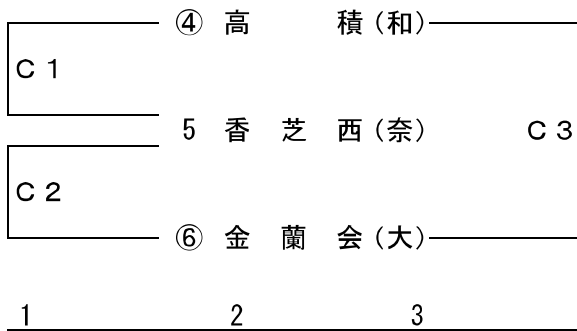 ④ 高 積 (和)
C 1
5 香 芝 西 (奈) C 3
C 2
⑥ 金 蘭 会 (大)
1 2 3